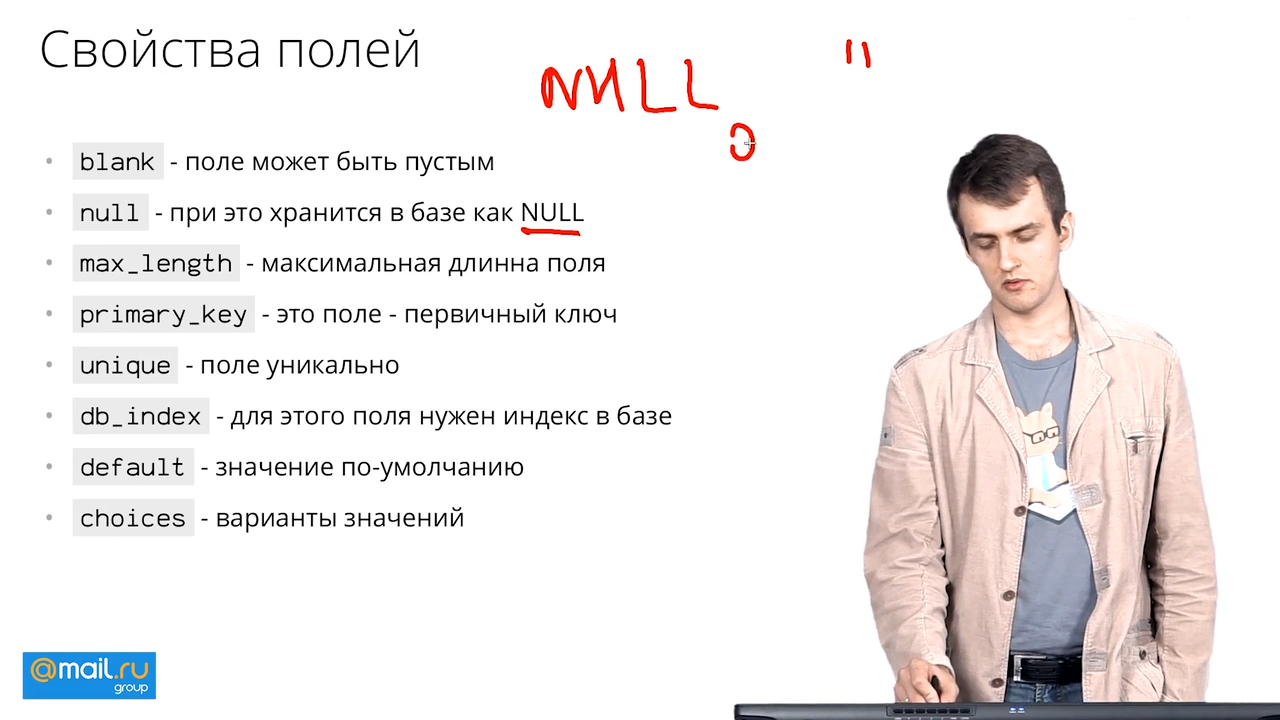 Свойства полей
NULL
"
0
blank - поле может быть пустым
null - при это хранится в базе как NULL
max_length - максимальная длинна поля
primary_key - это поле - первичный ключ
unique - поле уникально
db_index - для этого поля нужен индекс в базе
default - значение по-умолчанию
choices - варианты значений
@mail.ru
group